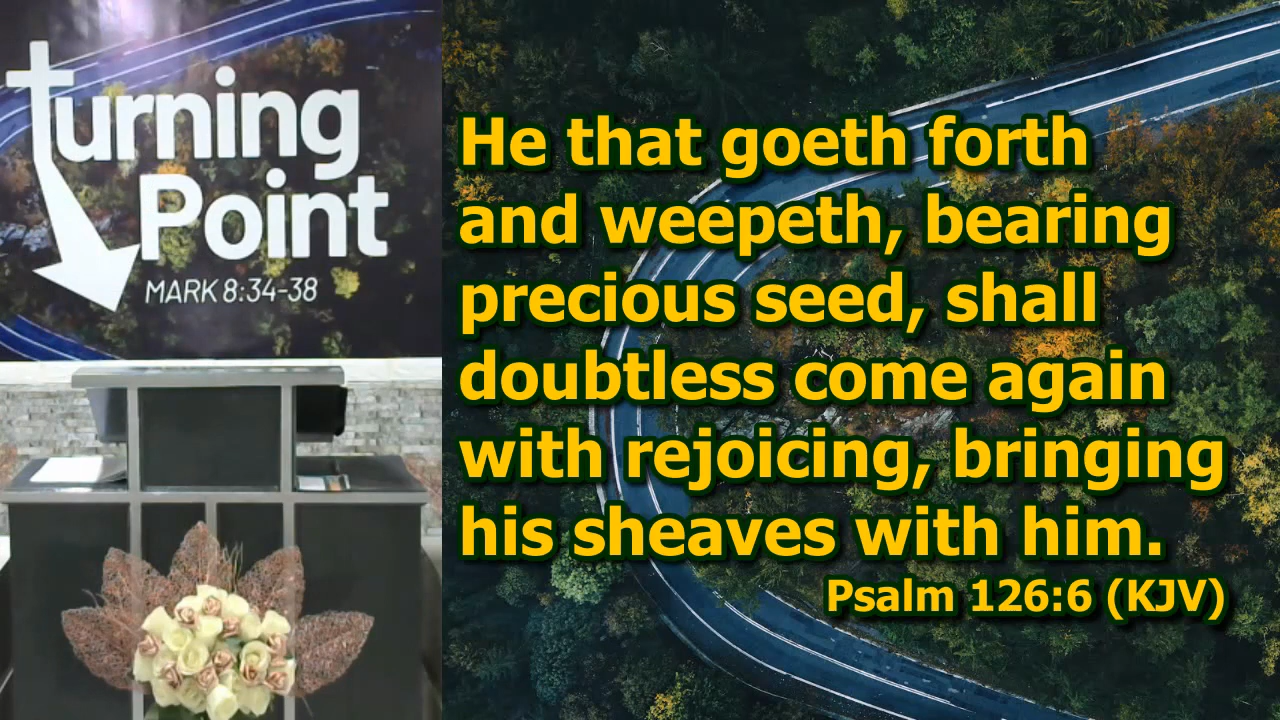 turning
Point
MARK 8:34-38
He that goeth forth
and weepeth, bearing
precious seed, shall
doubtless come again
with rejoicing, bringing
his sheaves with him.
Psalm 126:6 (KJV)